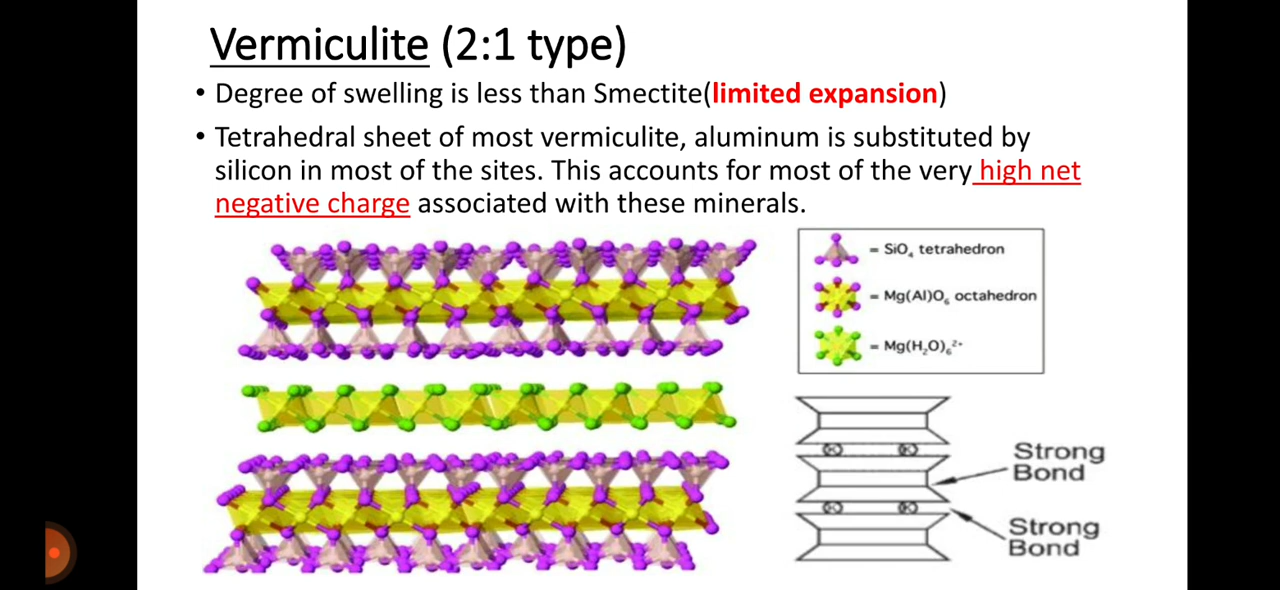 Vermiculite (2:1 type)
• Degree of swelling is less than Smectite(limited expansion)
• Tetrahedral sheet of most vermiculite, aluminum is substituted by
silicon in most of the sites. This accounts for most of the very high net
negative charge associated with these minerals.
= SiO₄ tetrahedron
= Mg(Al)O₆ octahedron
= Mg(H₂O)₆²⁺
Strong
Bond
Strong
Bond